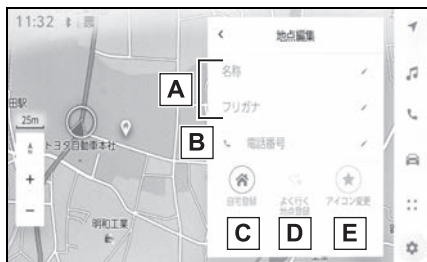 11:32
地点編集
A
名称
フリガナ
B
電話番号
自宅登録
よく行く
地点登録
アイコン変更
C
D
E
田駅
25m
トヨタ自動車本社
明和工業